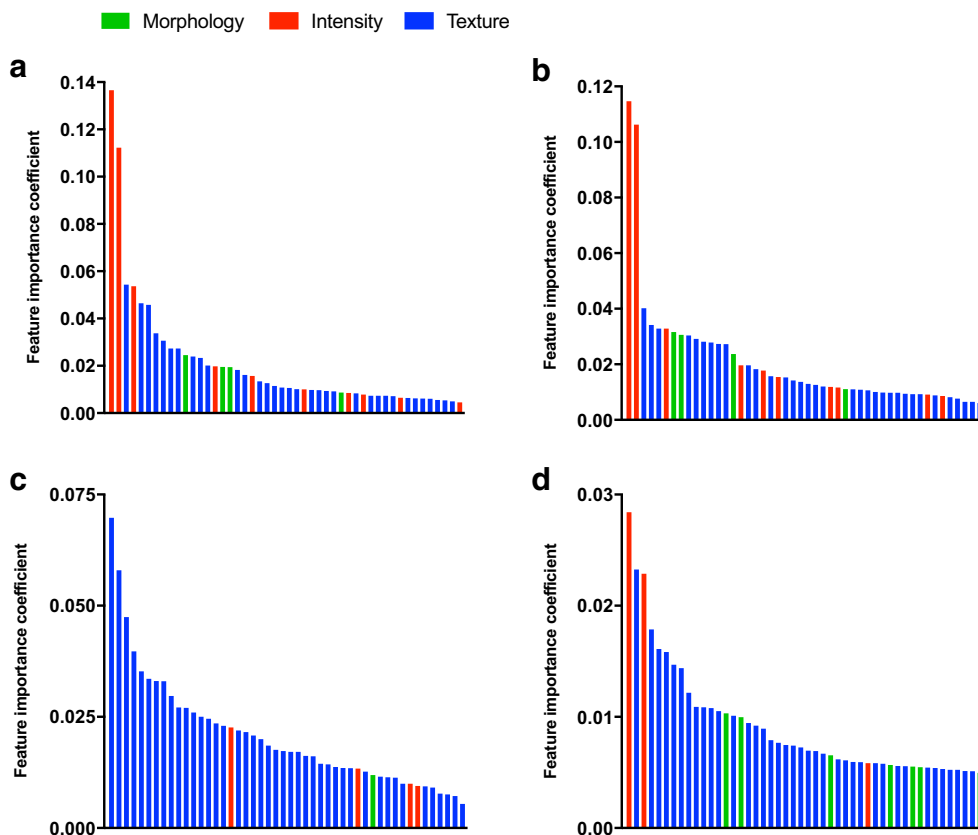 Morphology Intensity Texture
a
0.14
0.12
0.10
0.08
0.06
0.04
0.02
0.00
Feature importance coefficient
b
0.12
0.10
0.08
0.06
0.04
0.02
0.00
Feature importance coefficient
c
0.075
0.050
0.025
0.000
Feature importance coefficient
d
0.03
0.02
0.01
0.00
Feature importance coefficient